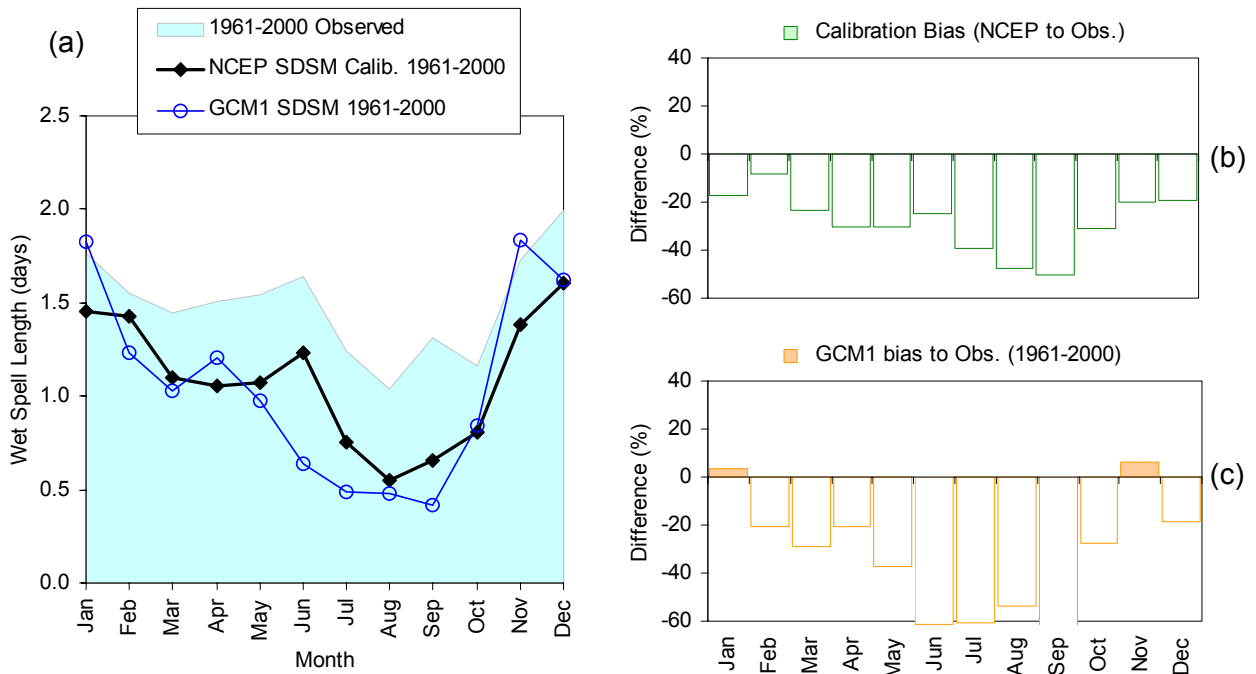 (a)
1961-2000 Observed
NCEP SDSM Calib. 1961-2000
GCM1 SDSM 1961-2000
Wet Spell Length (days)
2.5
2.0
1.5
1.0
0.5
0.0
Jan Feb Mar Apr May Jun Jul Aug Sep Oct Nov Dec
Month
Calibration Bias (NCEP to Obs.)
Difference (%)
40
20
0
-20
-40
-60
(b)
GCM1 bias to Obs. (1961-2000)
Difference (%)
40
20
0
-20
-40
-60
(c)
Jan Feb Mar Apr May Jun Jul Aug Sep Oct Nov Dec